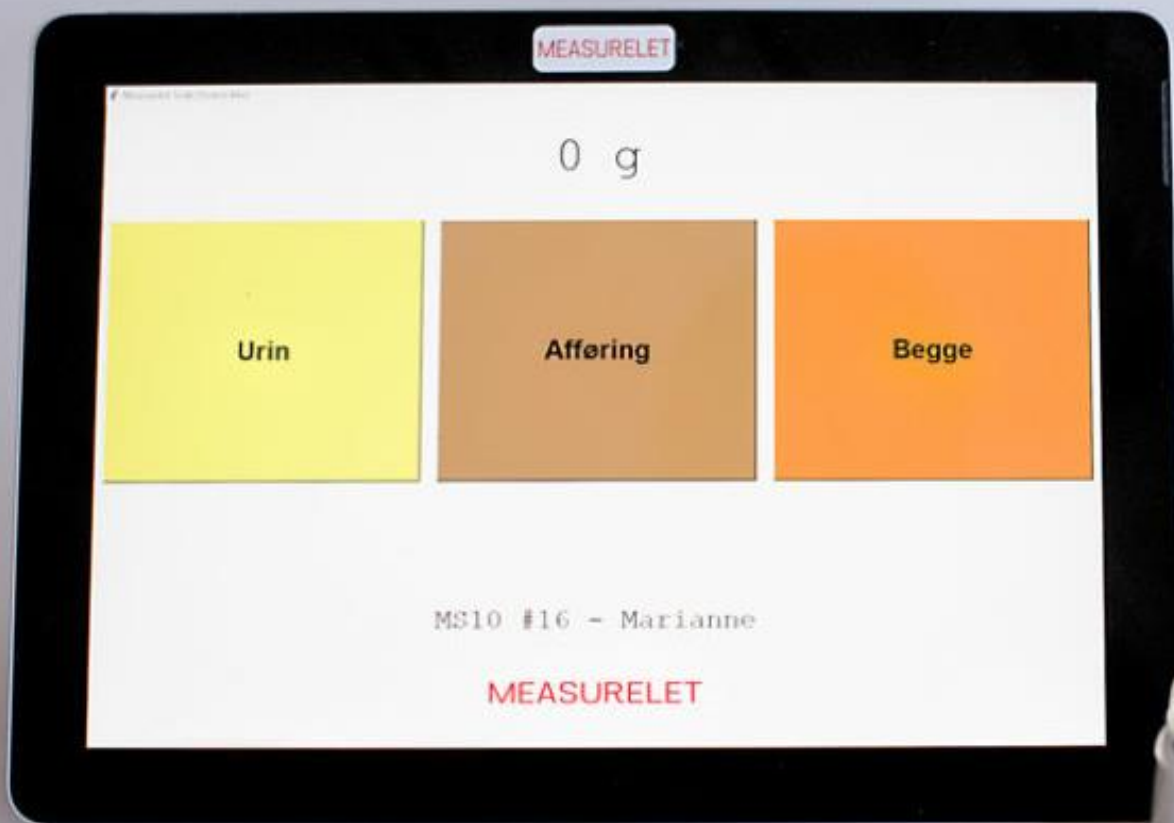 MEASURELET
0 g
Urin
Afføring
Begge
MS10 #16 - Marianne
MEASURELET